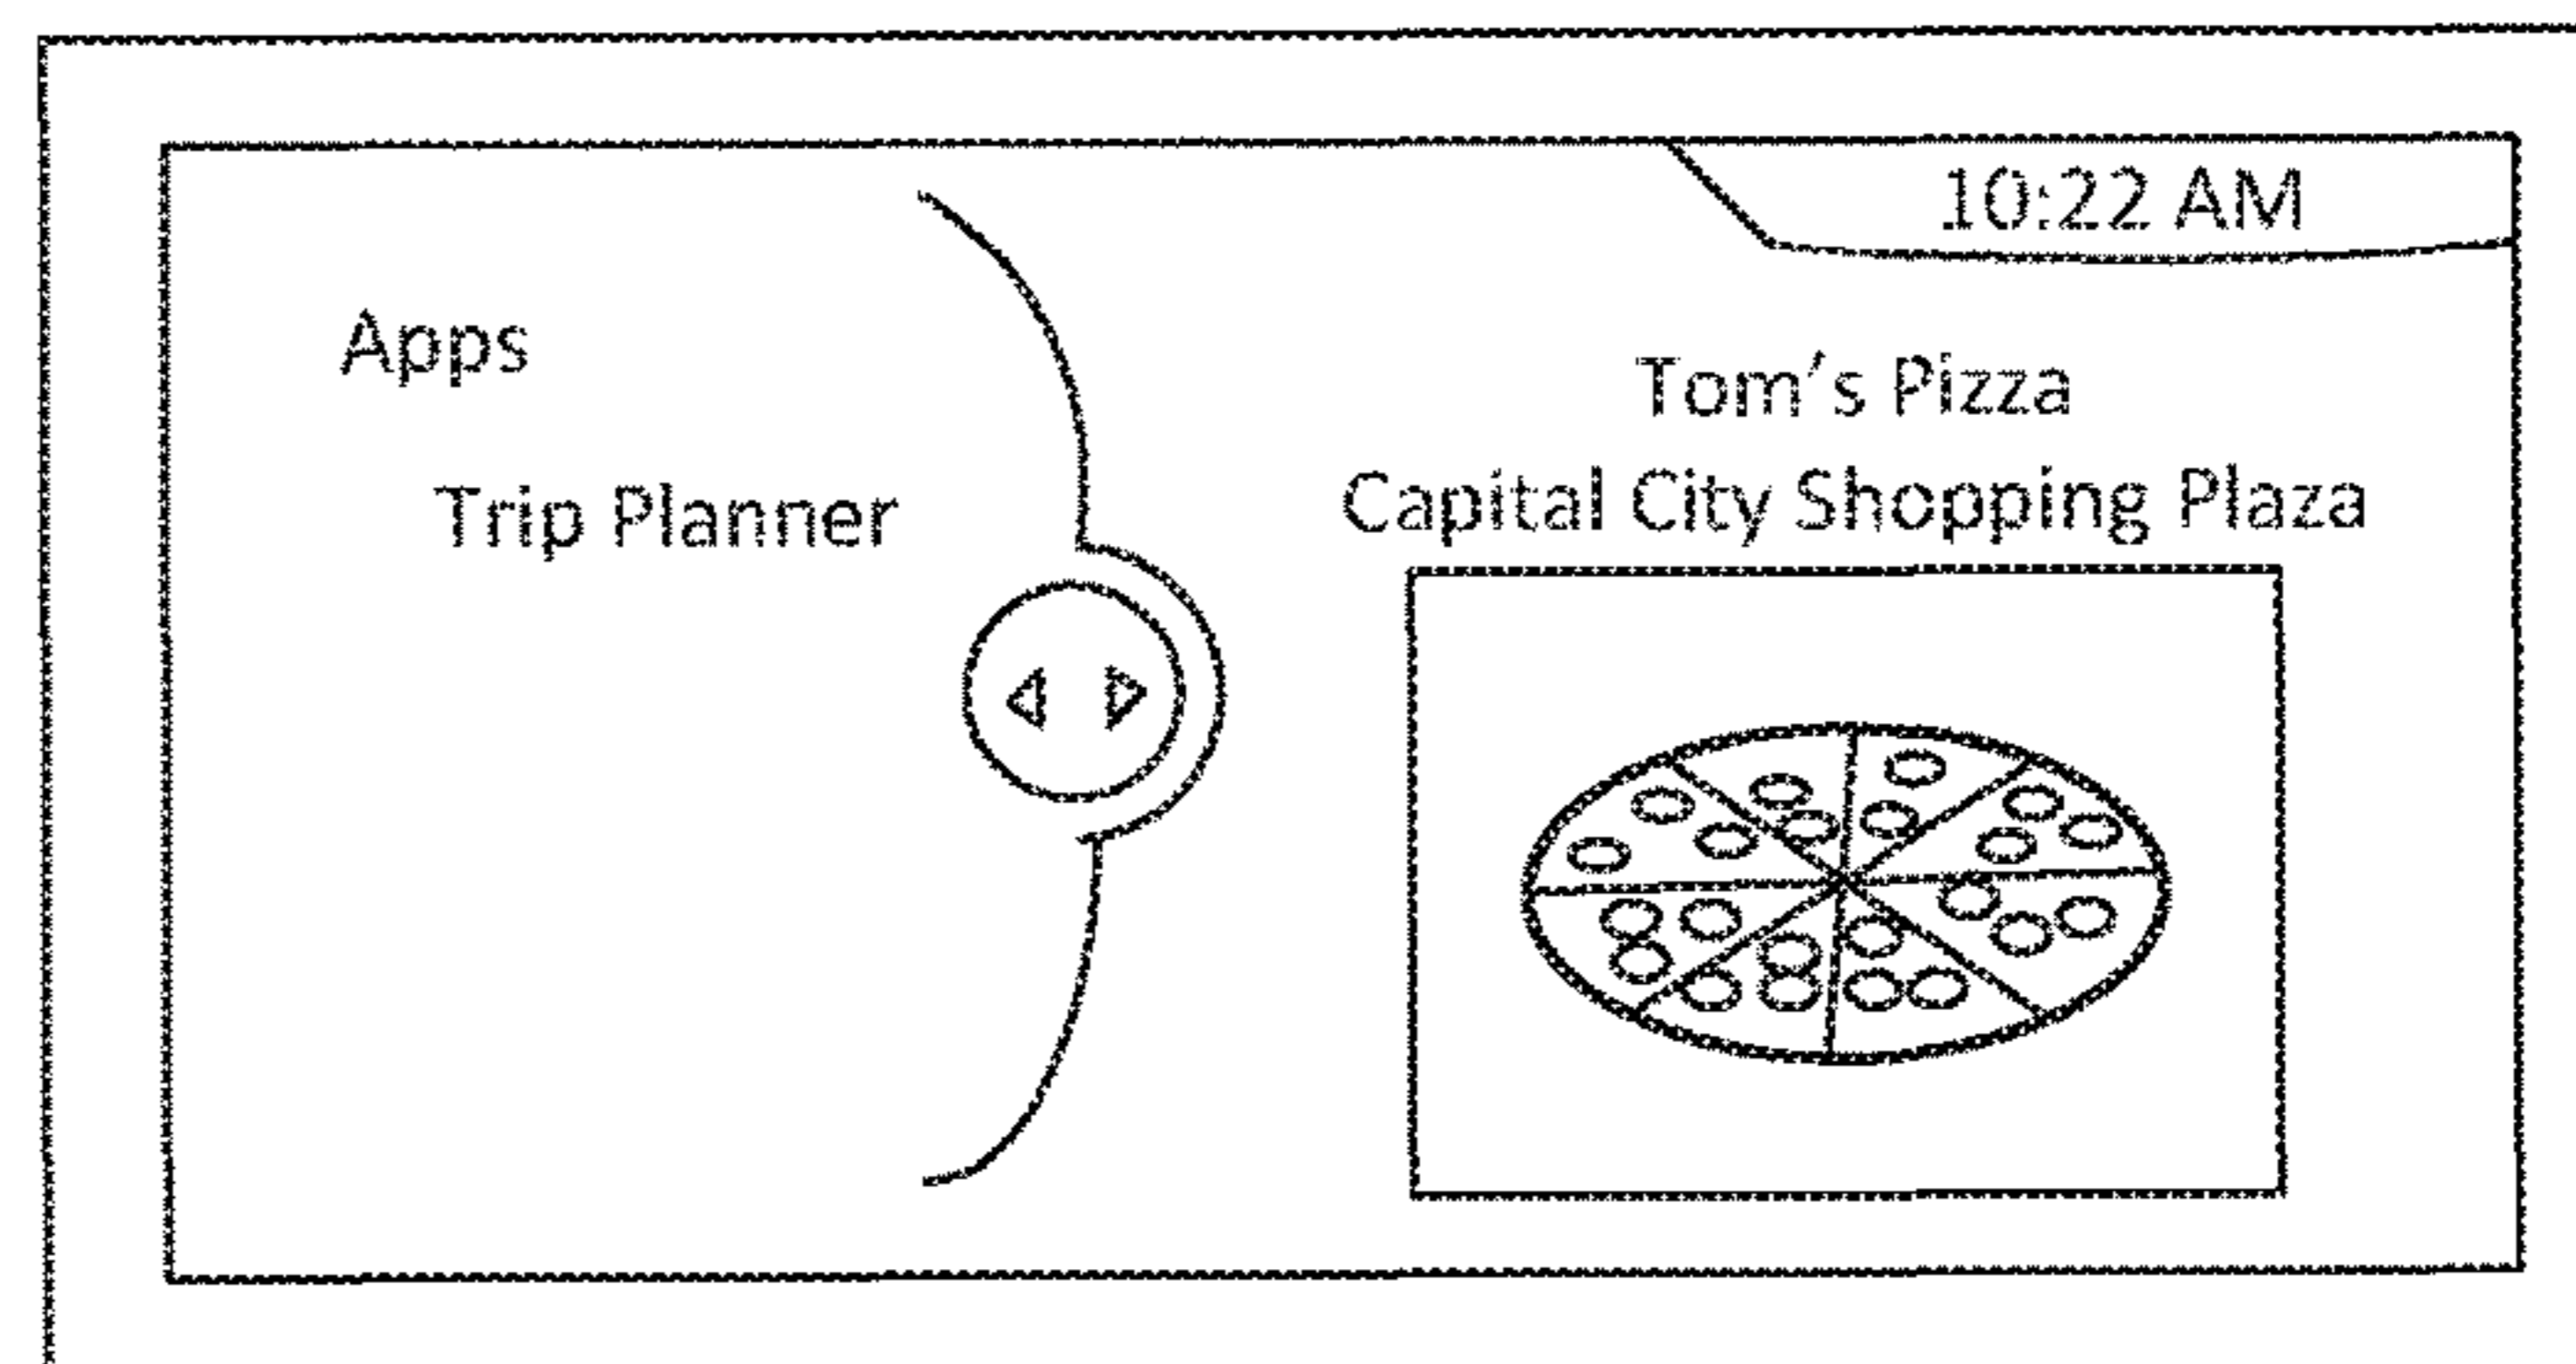 10:22 AM
Apps
Trip Planner
Tom's Pizza
Capital City Shopping Plaza